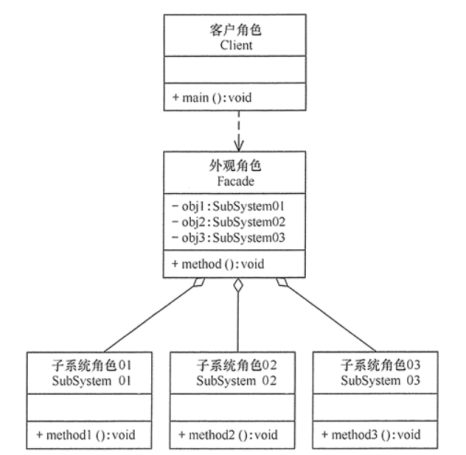 客户角色
Client
+ main (): void
外观角色
Facade
- obj1:SubSystem01
- obj2:SubSystem02
- obj3:SubSystem03
+ method (): void
子系统角色01
SubSystem 01
+ method1 (): void
子系统角色02
SubSystem 02
+ method2 (): void
子系统角色03
SubSystem 03
+ method3 (): void